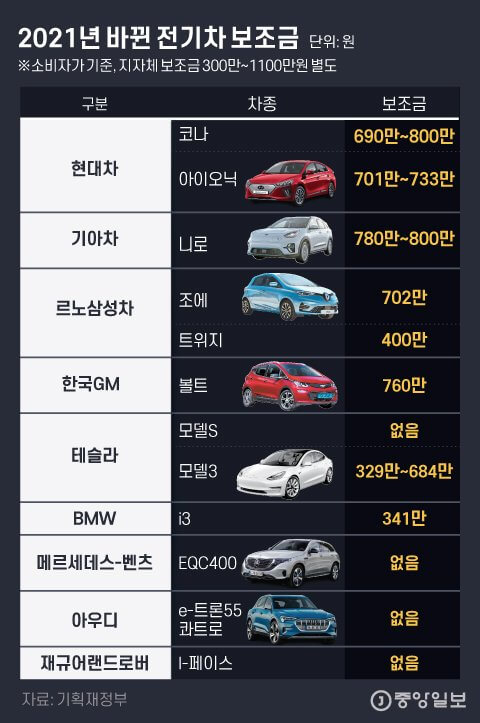 2021년 바뀐 전기차 보조금 단위: 원
※소비자가 기준, 지자체 보조금 300만~1100만원 별도
구분 차종 보조금
현대차
코나 690만~800만
아이오닉 701만~733만
기아차 니로 780만~800만
르노삼성차
조에 702만
트위지 400만
한국GM 볼트 760만
테슬라
모델S 없음
모델3 329만~684만
BMW i3 341만
메르세데스-벤츠 EQC400 없음
아우디 e-트론55 콰트로 없음
재규어랜드로버 I-페이스 없음
자료: 기획재정부
J중앙일보